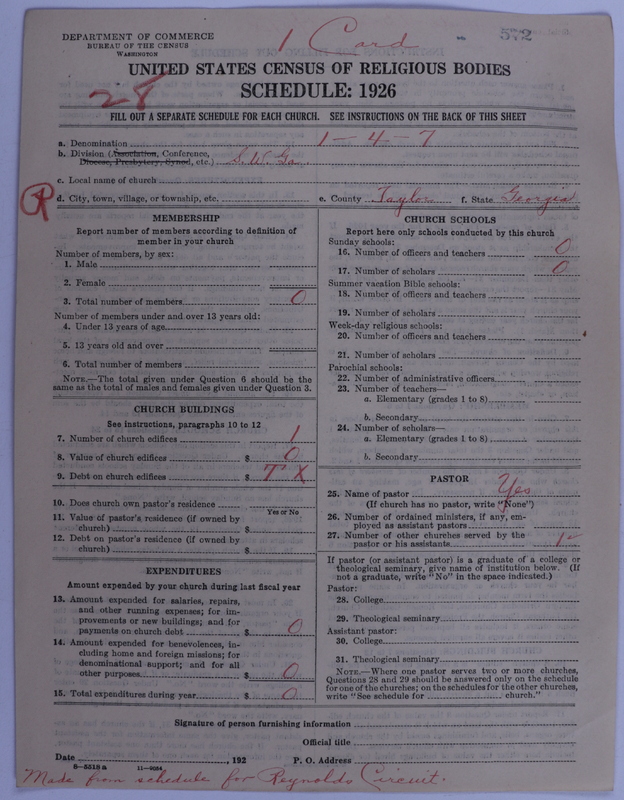 DEPARTMENT OF COMMERCE
BUREAU OF THE CENSUS
WASHINGTON
1 Card
572
UNITED STATES CENSUS OF RELIGIOUS BODIES
28
SCHEDULE: 1926
FILL OUT A SEPARATE SCHEDULE FOR EACH CHURCH. SEE INSTRUCTIONS ON THE BACK OF THIS SHEET
a. Denomination 1-4-7
b. Division (Association, Conference, Diocese, Presbytery, Synod, etc.) S. W. Ga.
c. Local name of church
R
d. City, town, village, or township, etc. e. County Taylor f. State Georgia
MEMBERSHIP
Report number of members according to definition of
member in your church
Number of members, by sex:
1. Male
2. Female
3. Total number of members 0
Number of members under and over 13 years old:
4. Under 13 years of age
5. 13 years old and over
6. Total number of members
NOTE.—The total given under Question 6 should be the
same as the total of males and females given under Question 3.
CHURCH BUILDINGS
See instructions, paragraphs 10 to 12
7. Number of church edifices 1
8. Value of church edifices $ 0
9. Debt on church edifices $ T X
10. Does church own pastor's residence
Yes or No
11. Value of pastor's residence (if owned by
church) $
12. Debt on pastor's residence (if owned by
church) $
EXPENDITURES
Amount expended by your church during last fiscal year
13. Amount expended for salaries, repairs,
and other running expenses; for im-
provements or new buildings; and for
payments on church debt $ 0
14. Amount expended for benevolences, in-
cluding home and foreign missions; for
denominational support; and for all
other purposes $ 0
15. Total expenditures during year $ 0
CHURCH SCHOOLS
Report here only schools conducted by this church
Sunday schools:
16. Number of officers and teachers 0
17. Number of scholars 0
Summer vacation Bible schools:
18. Number of officers and teachers
19. Number of scholars
Week-day religious schools:
20. Number of officers and teachers
21. Number of scholars
Parochial schools:
22. Number of administrative officers
23. Number of teachers—
a. Elementary (grades 1 to 8)
b. Secondary
24. Number of scholars—
a. Elementary (grades 1 to 8)
b. Secondary
PASTOR
25. Name of pastor Yes
(If church has no pastor, write "None")
26. Number of ordained ministers, if any, em-
ployed as assistant pastors
27. Number of other churches served by the
pastor or his assistants 1
If pastor (or assistant pastor) is a graduate of a college or
theological seminary, give name of institution below. (If
not a graduate, write "No" in the space indicated.)
Pastor:
28. College
29. Theological seminary
Assistant pastor:
30. College
31. Theological seminary
NOTE.—Where one pastor serves two or more churches,
Questions 28 and 29 should be answered only on the schedule
for one of the churches; on the schedules for the other churches,
write "See schedule for church."
Signature of person furnishing information
Official title
Date , 192 P. O. Address
6-5518a 11-9054
Made from schedule for Reynolds Circuit.